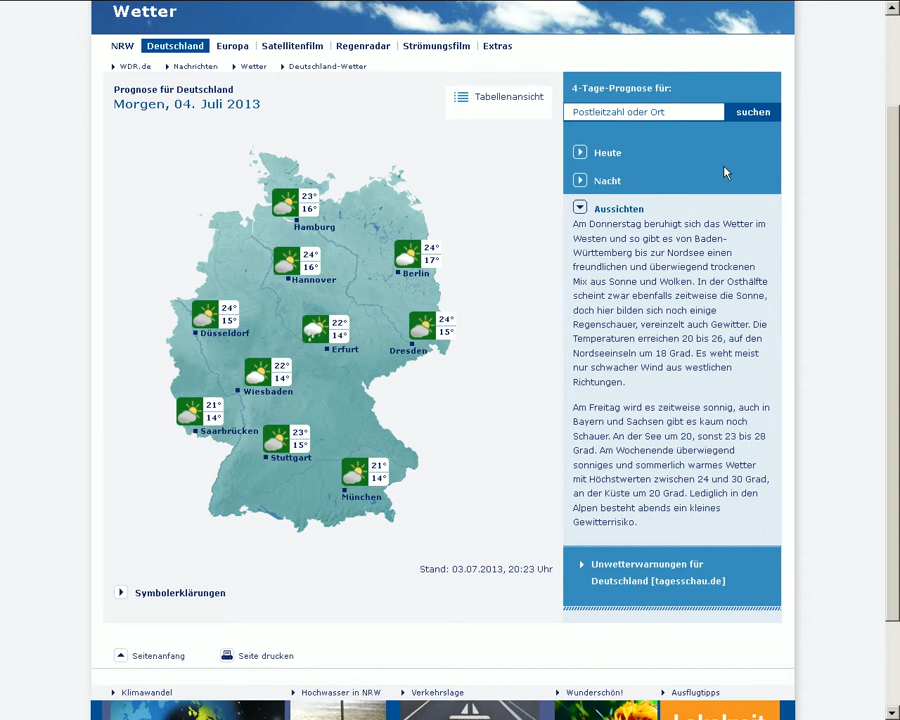 Wetter
NRW Deutschland Europa Satellitenfilm Regenradar Strömungsfilm Extras
WDR.de Nachrichten Wetter Deutschland-Wetter
Prognose für Deutschland
Morgen, 04. Juli 2013
Tabellenansicht
23°
16°
Hamburg
24°
16°
Hannover
24°
17°
Berlin
24°
15°
Düsseldorf
22°
14°
Erfurt
24°
15°
Dresden
22°
14°
Wiesbaden
21°
14°
Saarbrücken
23°
15°
Stuttgart
21°
14°
München
Stand: 03.07.2013, 20:23 Uhr
Symbolerklärungen
4-Tage-Prognose für:
Postleitzahl oder Ort suchen
Heute
Nacht
Aussichten
Am Donnerstag beruhigt sich das Wetter im
Westen und so gibt es von Baden-
Württemberg bis zur Nordsee einen
freundlichen und überwiegend trockenen
Mix aus Sonne und Wolken. In der Osthälfte
scheint zwar ebenfalls zeitweise die Sonne,
doch hier bilden sich noch einige
Regenschauer, vereinzelt auch Gewitter. Die
Temperaturen erreichen 20 bis 26, auf den
Nordseeinseln um 18 Grad. Es weht meist
nur schwacher Wind aus westlichen
Richtungen.
Am Freitag wird es zeitweise sonnig, auch in
Bayern und Sachsen gibt es kaum noch
Schauer. An der See um 20, sonst 23 bis 28
Grad. Am Wochenende überwiegend
sonniges und sommerlich warmes Wetter
mit Höchstwerten zwischen 24 und 30 Grad,
an der Küste um 20 Grad. Lediglich in den
Alpen besteht abends ein kleines
Gewitterrisiko.
Unwetterwarnungen für
Deutschland [tagesschau.de]
Seitenanfang Seite drucken
Klimawandel Hochwasser in NRW Verkehrslage Wunderschön! Ausflugtipps
Lokalzeit